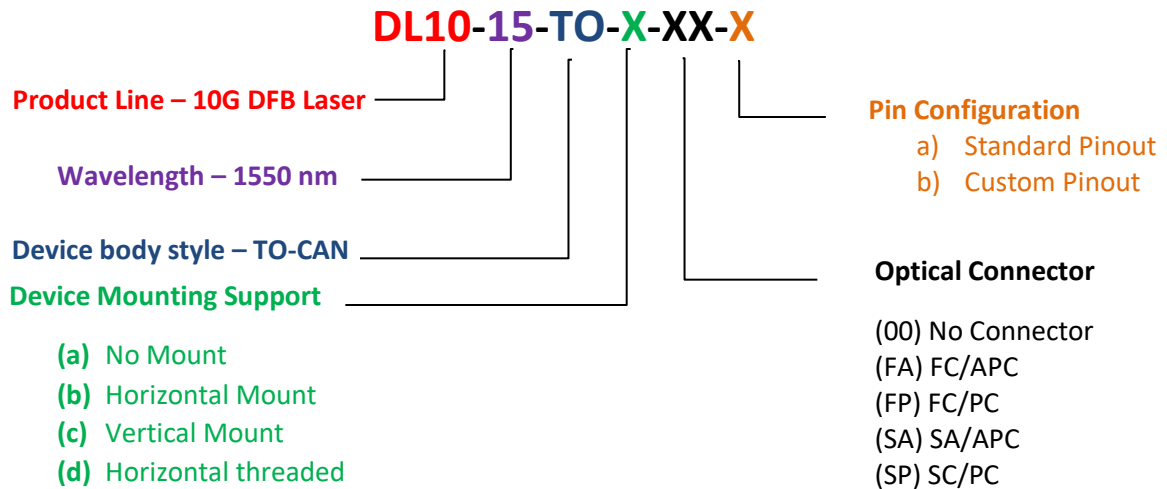 DL10-15-TO-X-XX-X
Product Line – 10G DFB Laser
Wavelength – 1550 nm
Device body style – TO-CAN
Device Mounting Support
(a) No Mount
(b) Horizontal Mount
(c) Vertical Mount
(d) Horizontal threaded
Pin Configuration
a) Standard Pinout
b) Custom Pinout
Optical Connector
(00) No Connector
(FA) FC/APC
(FP) FC/PC
(SA) SA/APC
(SP) SC/PC